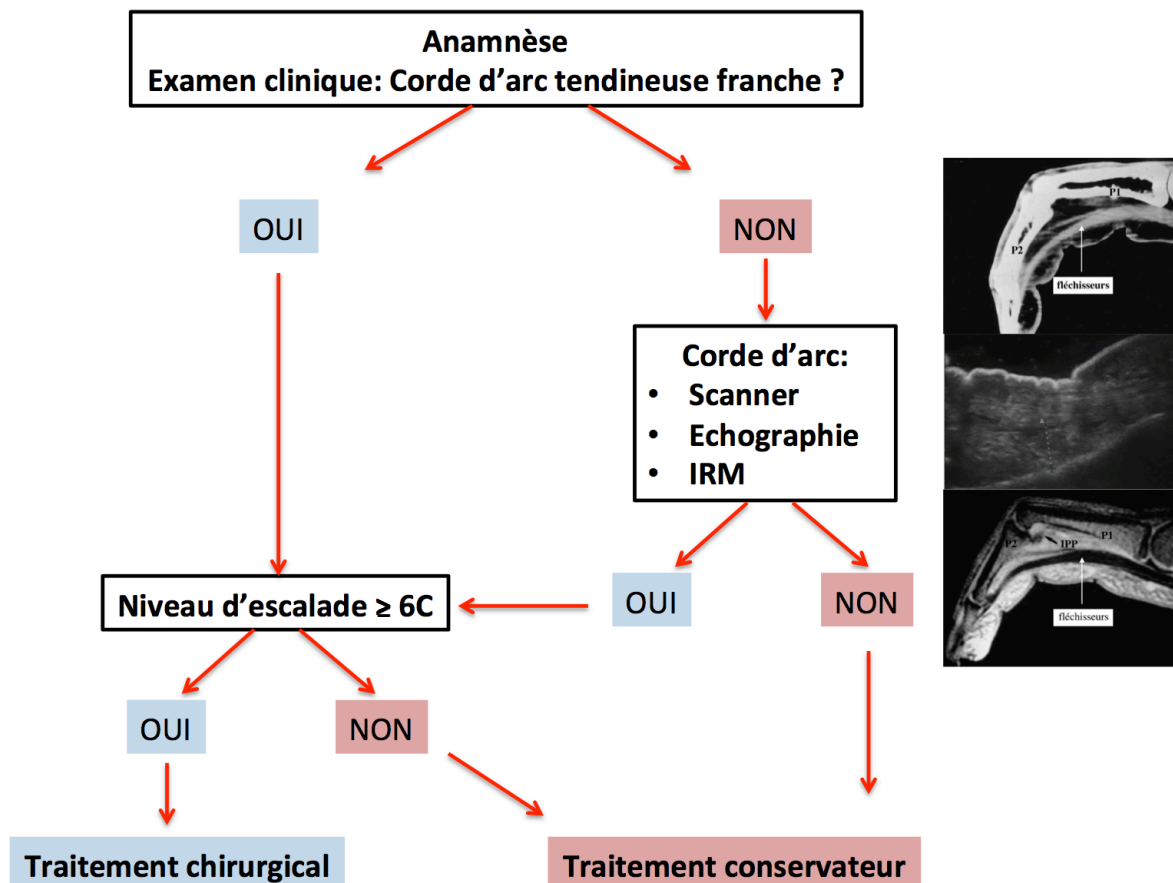 Anamnèse
Examen clinique: Corde d'arc tendineuse franche ?
OUI
NON
P1
P2
fléchisseurs
Corde d'arc:
• Scanner
• Echographie
• IRM
P2
P1
IPP
fléchisseurs
Niveau d'escalade ≥ 6C
OUI
NON
OUI
NON
Traitement chirurgical
Traitement conservateur